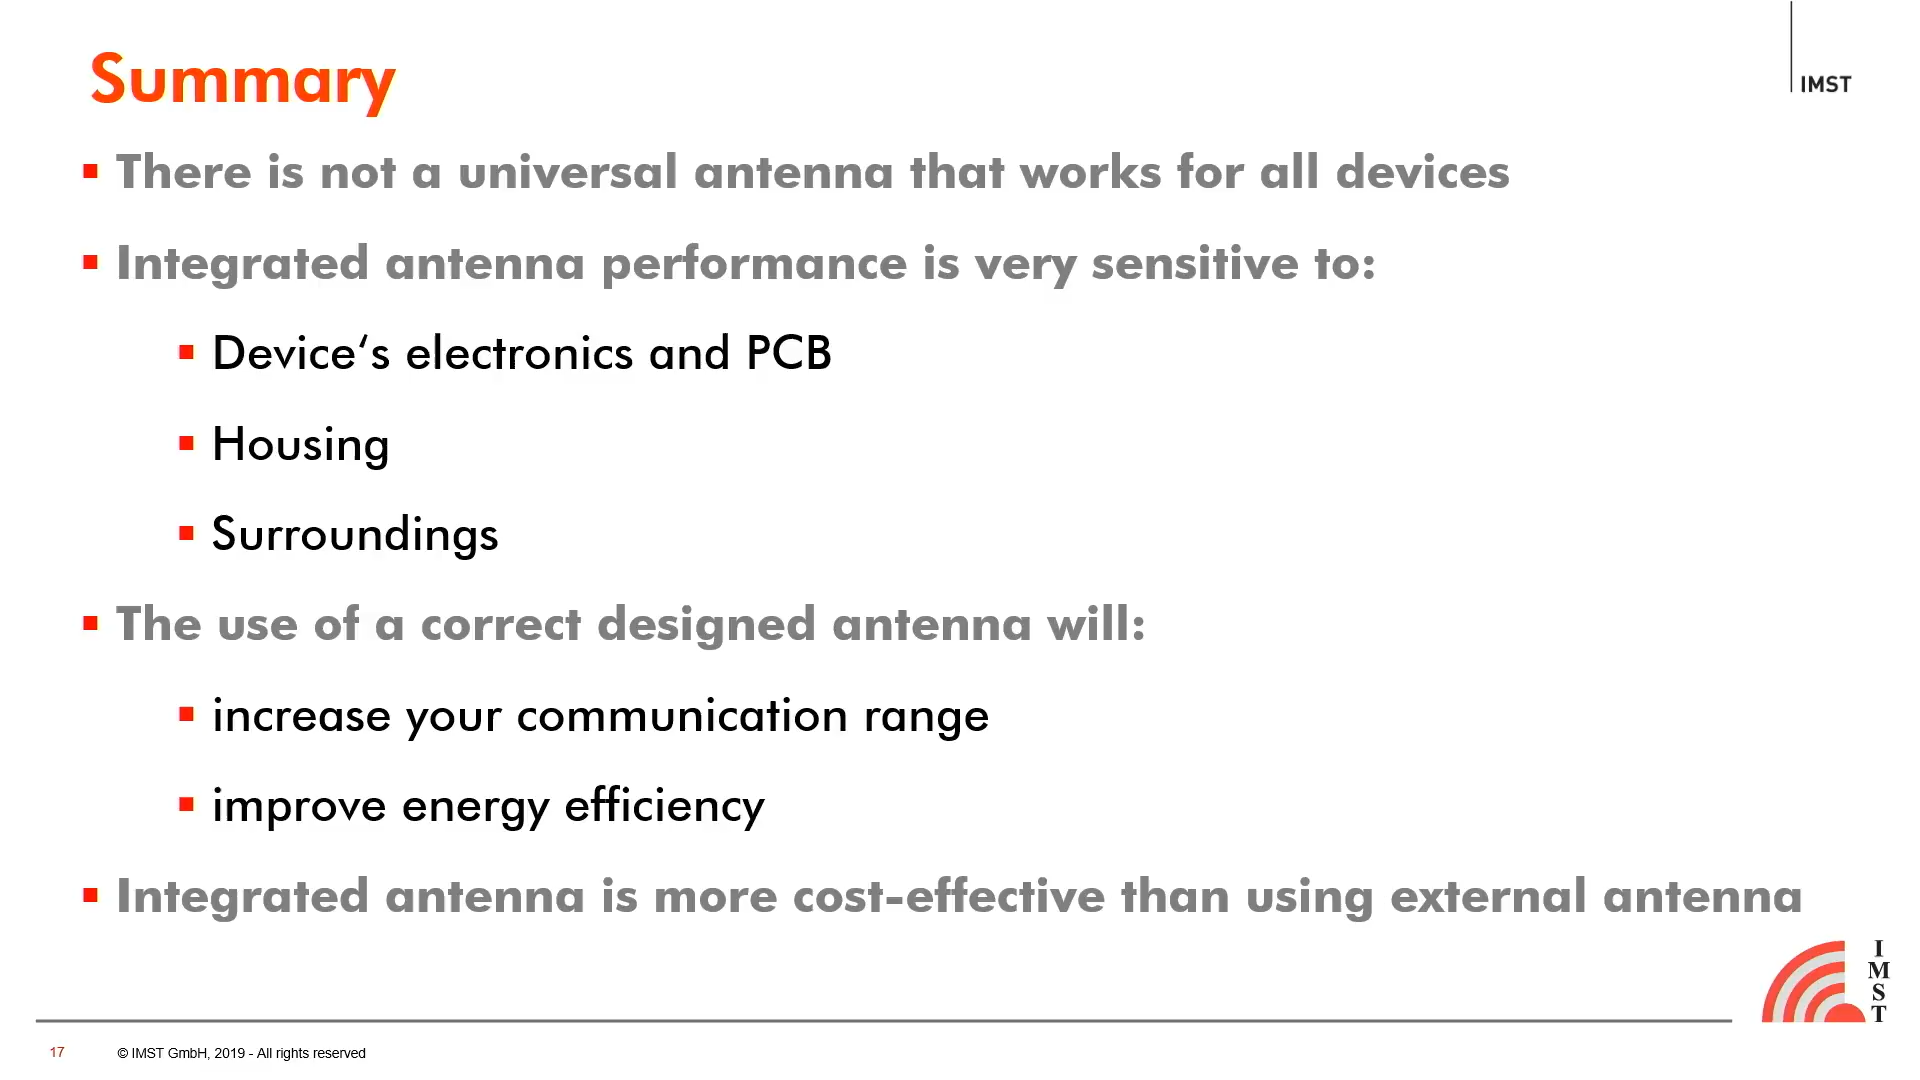 Summary
IMST
There is not a universal antenna that works for all devices
Integrated antenna performance is very sensitive to:
Device‘s electronics and PCB
Housing
Surroundings
The use of a correct designed antenna will:
increase your communication range
improve energy efficiency
Integrated antenna is more cost-effective than using external antenna
I
M
S
T
17
© IMST GmbH, 2019 - All rights reserved